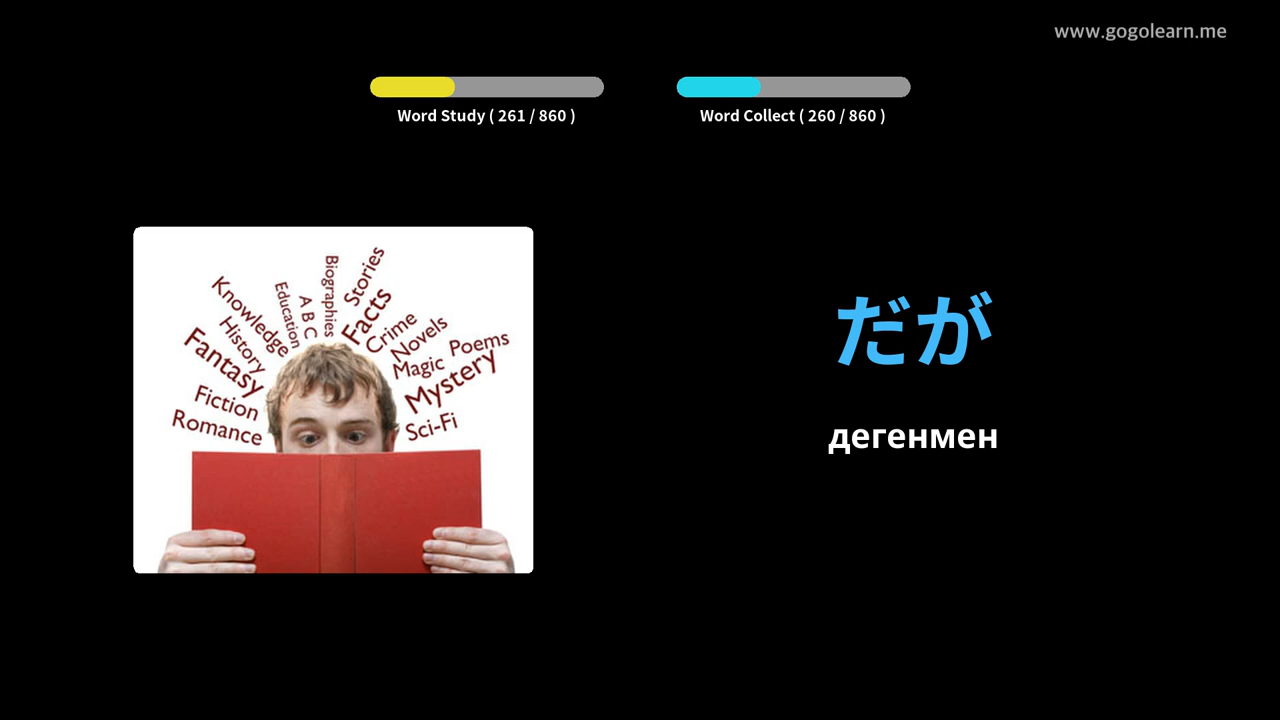 www.gogolearn.me
Word Study ( 261 / 860 )
Word Collect ( 260 / 860 )
Knowledge
Education
A B C
Biographies
Stories
Facts
Crime
Novels
Poems
Magic
Mystery
Sci-Fi
History
Fantasy
Fiction
Romance
だが
дегенмен